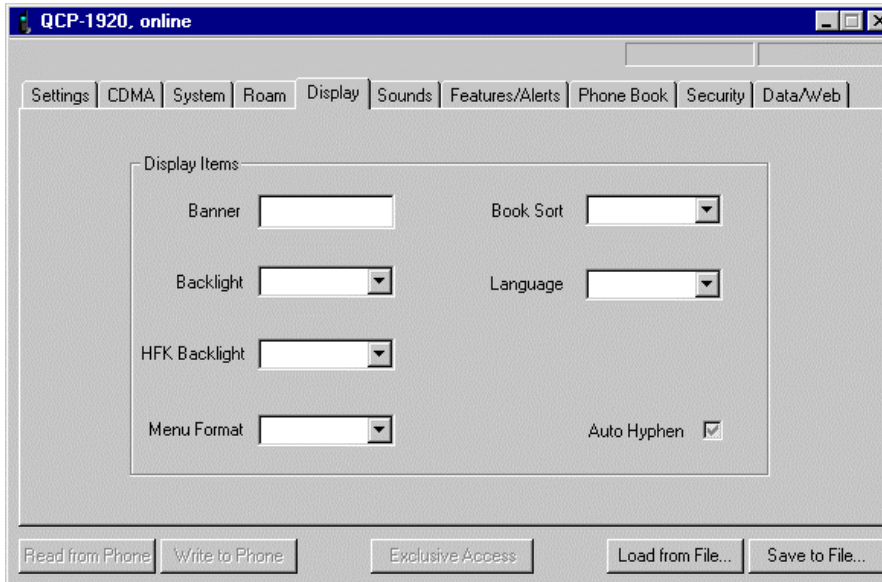 QCP-1920, online
Settings CDMA System Roam Display Sounds Features/Alerts Phone Book Security Data/Web
Display Items
Banner Book Sort
Backlight Language
HFK Backlight
Menu Format Auto Hyphen
Read from Phone Write to Phone Exclusive Access Load from File... Save to File...